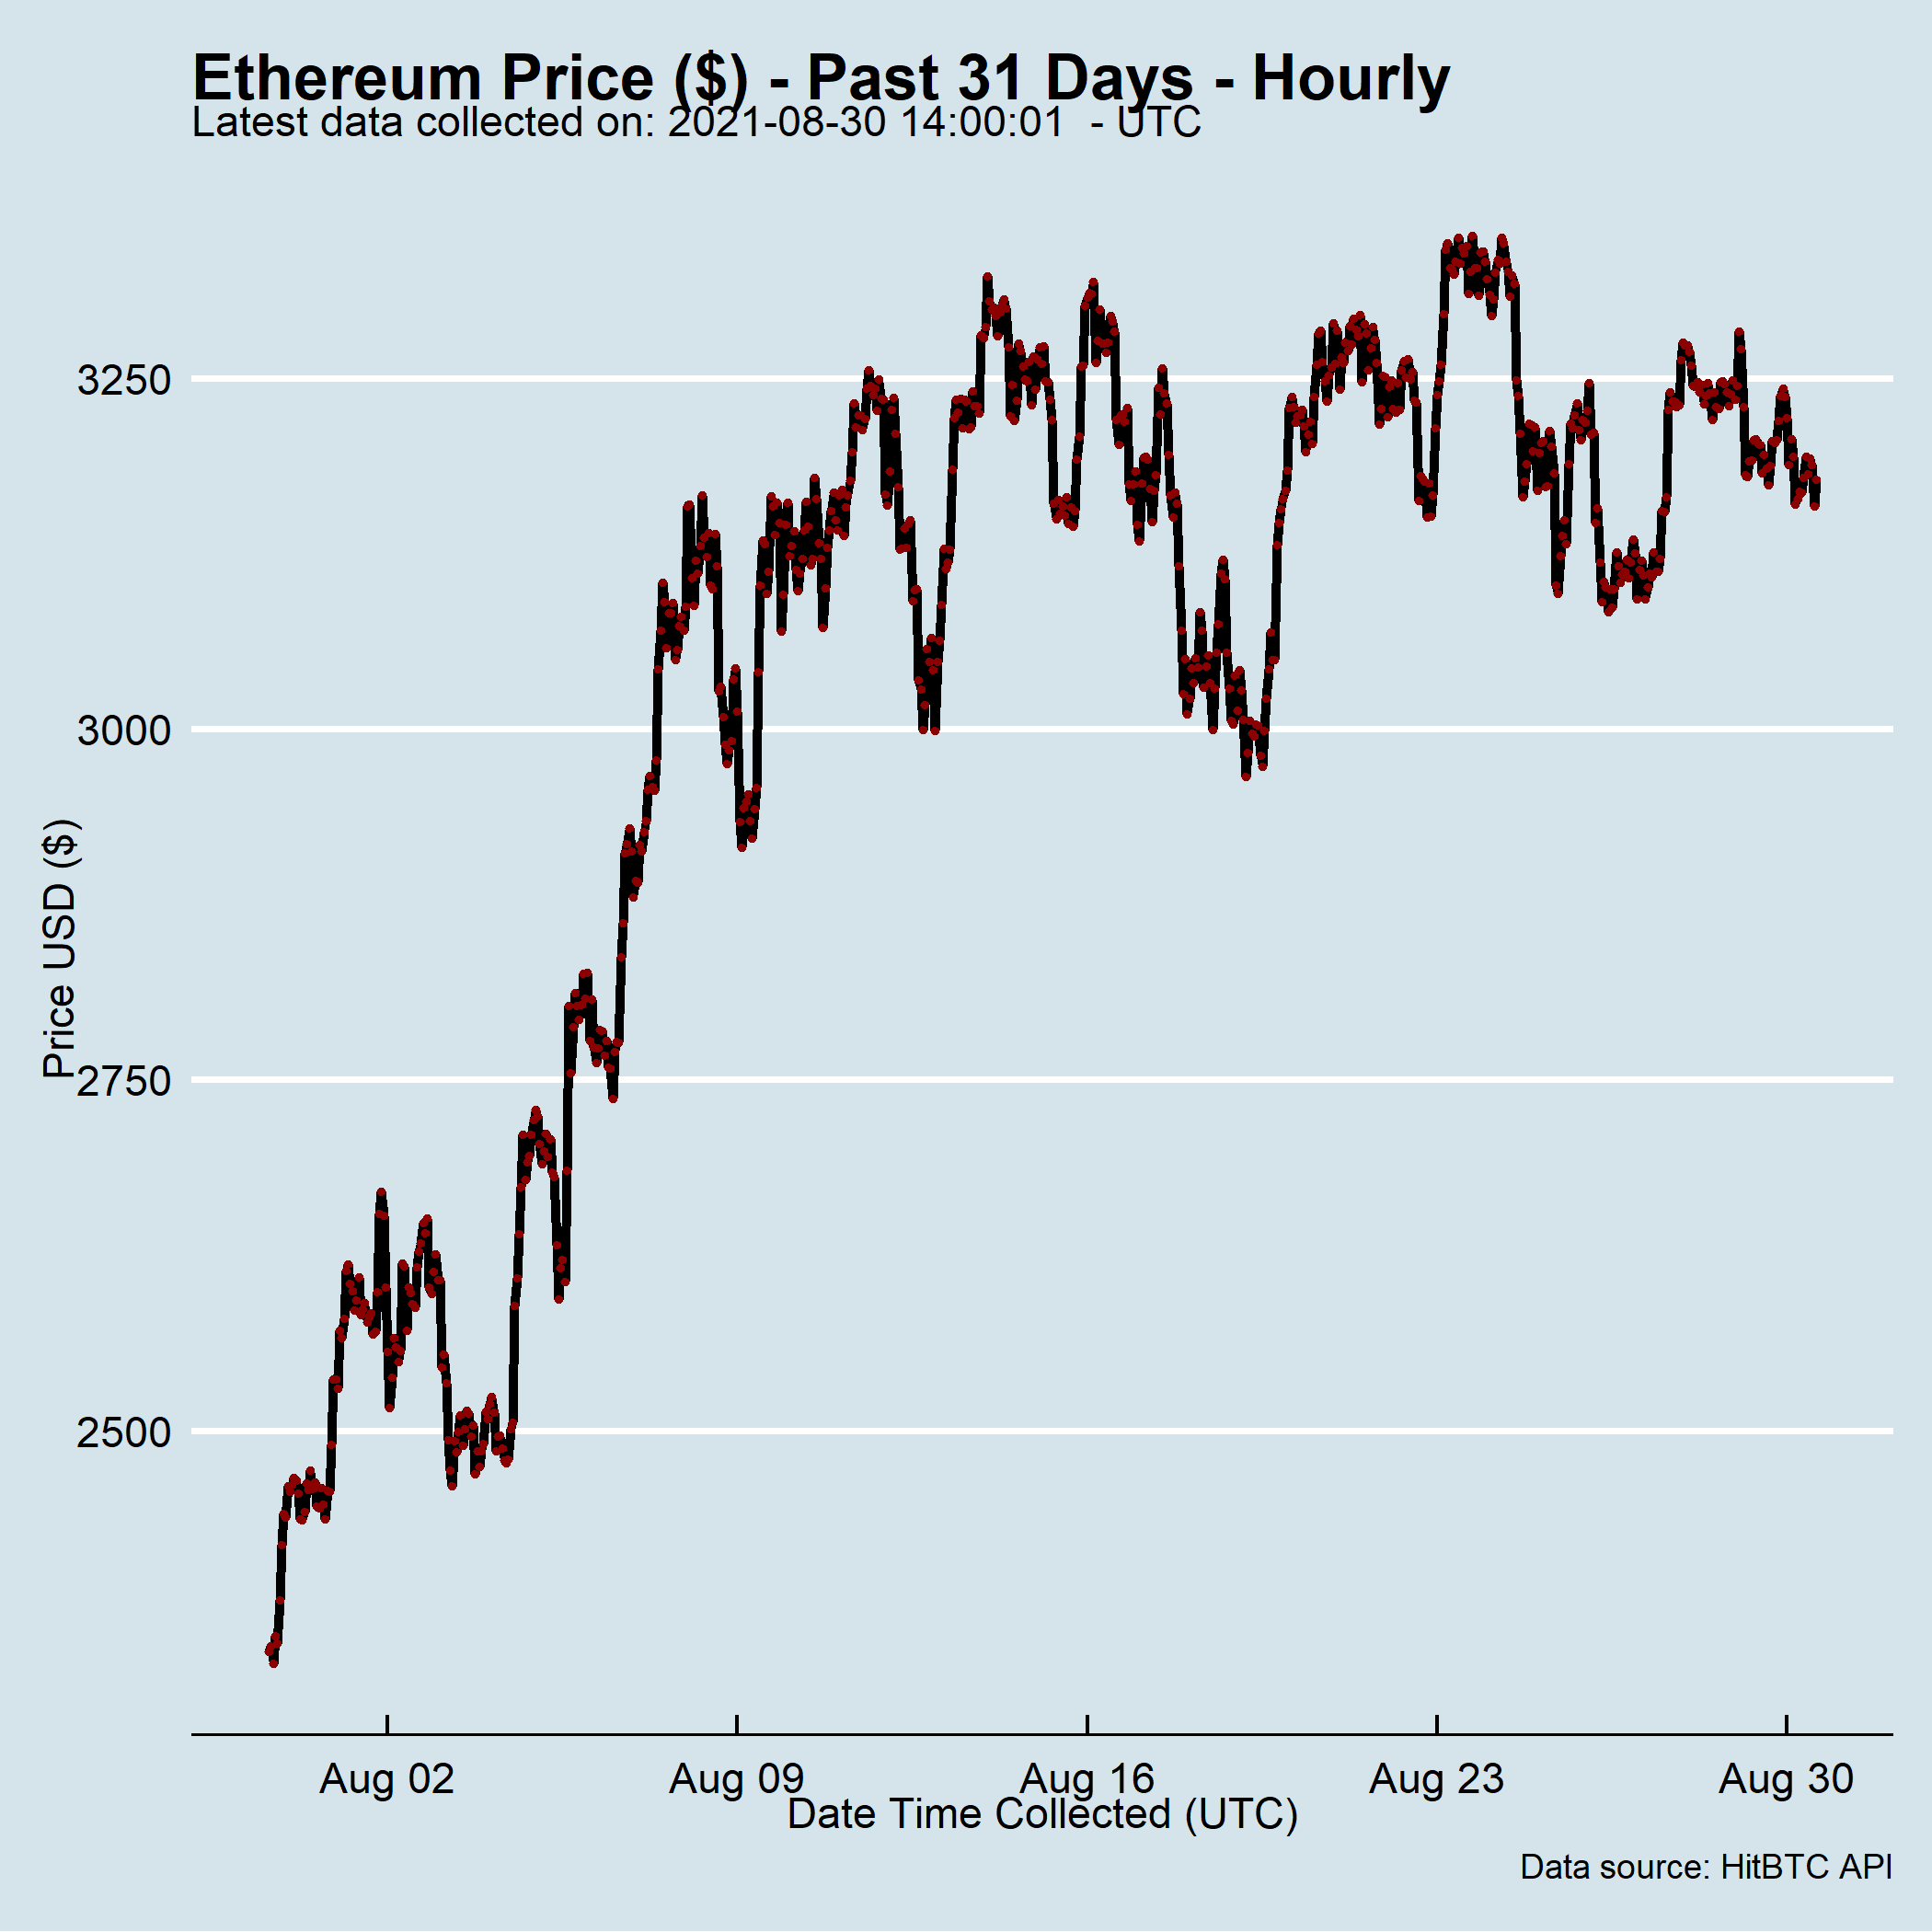 Ethereum Price ($) - Past 31 Days - Hourly
Latest data collected on: 2021-08-30 14:00:01  - UTC
Price USD ($)
3250
3000
2750
2500
Aug 02
Aug 09
Aug 16
Aug 23
Aug 30
Date Time Collected (UTC)
Data source: HitBTC API